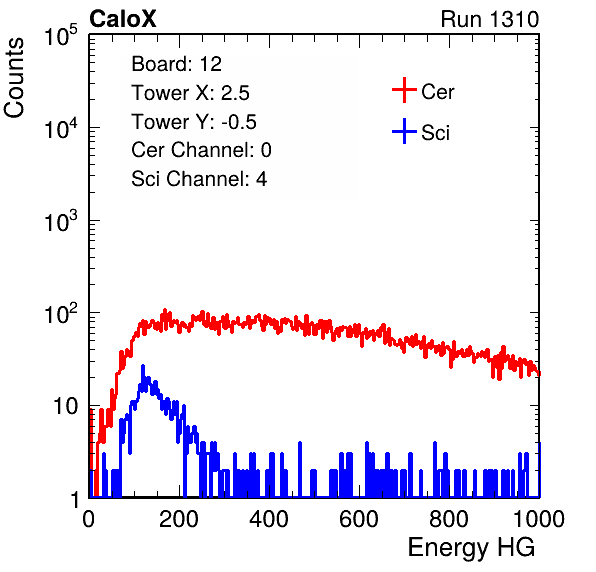 CaloX Run 1310
Board: 12
Tower X: 2.5
Tower Y: -0.5
Cer Channel: 0
Sci Channel: 4
Cer
Sci
Counts
10^5
10^4
10^3
10^2
10
1
0 200 400 600 800 1000
Energy HG